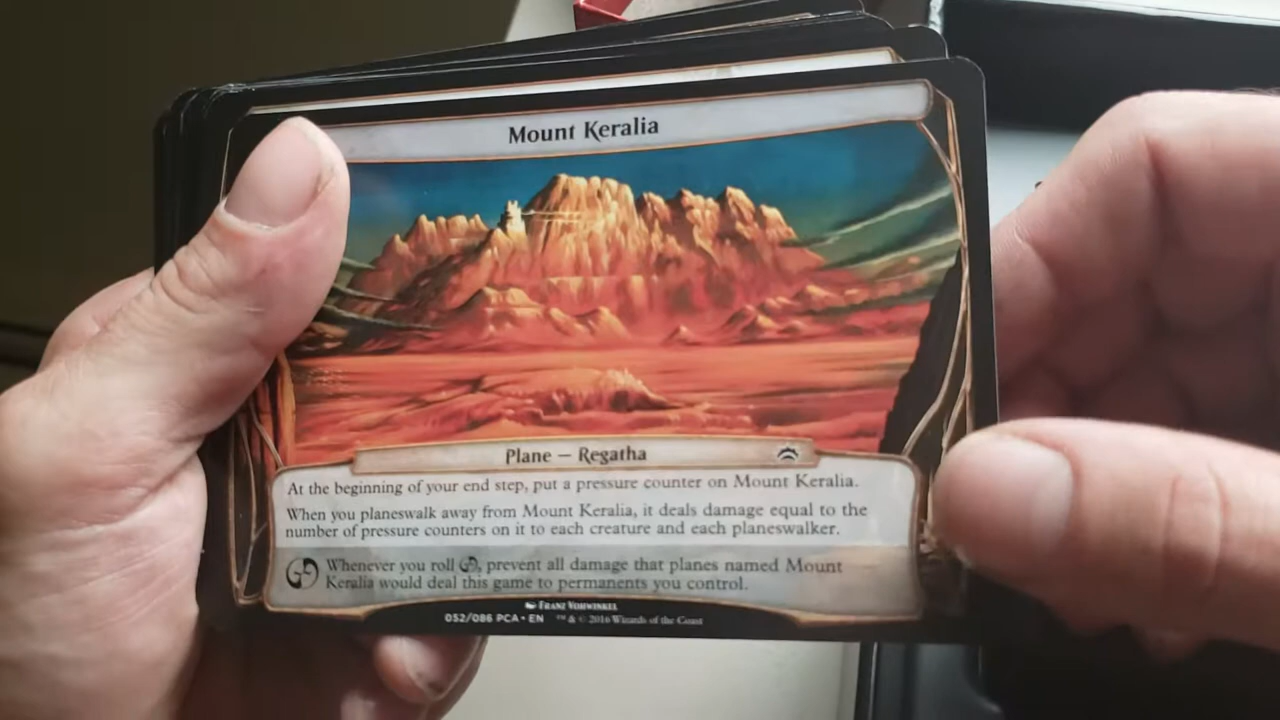 Mount Keralia
Plane — Regatha
At the beginning of your end step, put a pressure counter on Mount Keralia.
When you planeswalk away from Mount Keralia, it deals damage equal to the
number of pressure counters on it to each creature and each planeswalker.
Whenever you roll , prevent all damage that planes named Mount
Keralia would deal this game to permanents you control.
Franz Vohwinkel
052/086 PCA • EN ™ & © 2016 Wizards of the Coast